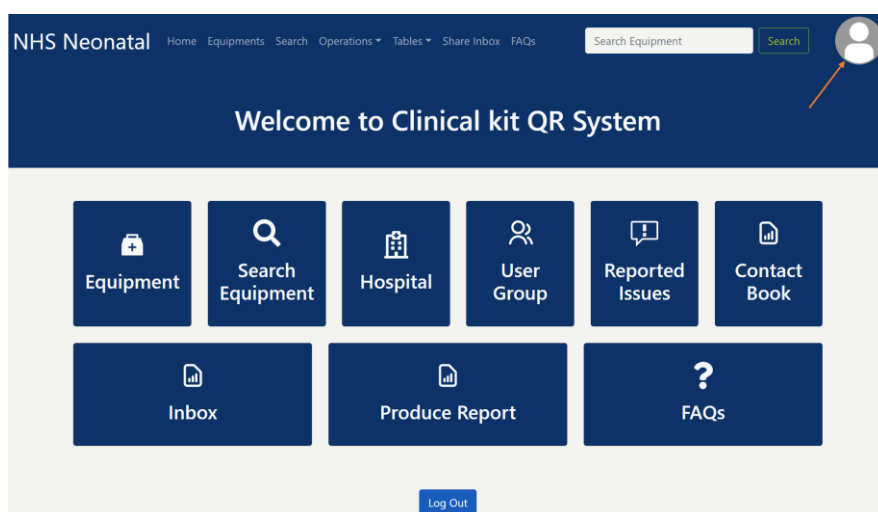 NHS Neonatal Home Equipments Search Operations Tables Share Inbox FAQs Search Equipment Search
Welcome to Clinical kit QR System
Equipment
Search
Equipment
Hospital
User
Group
Reported
Issues
Contact
Book
Inbox
Produce Report
FAQs
Log Out